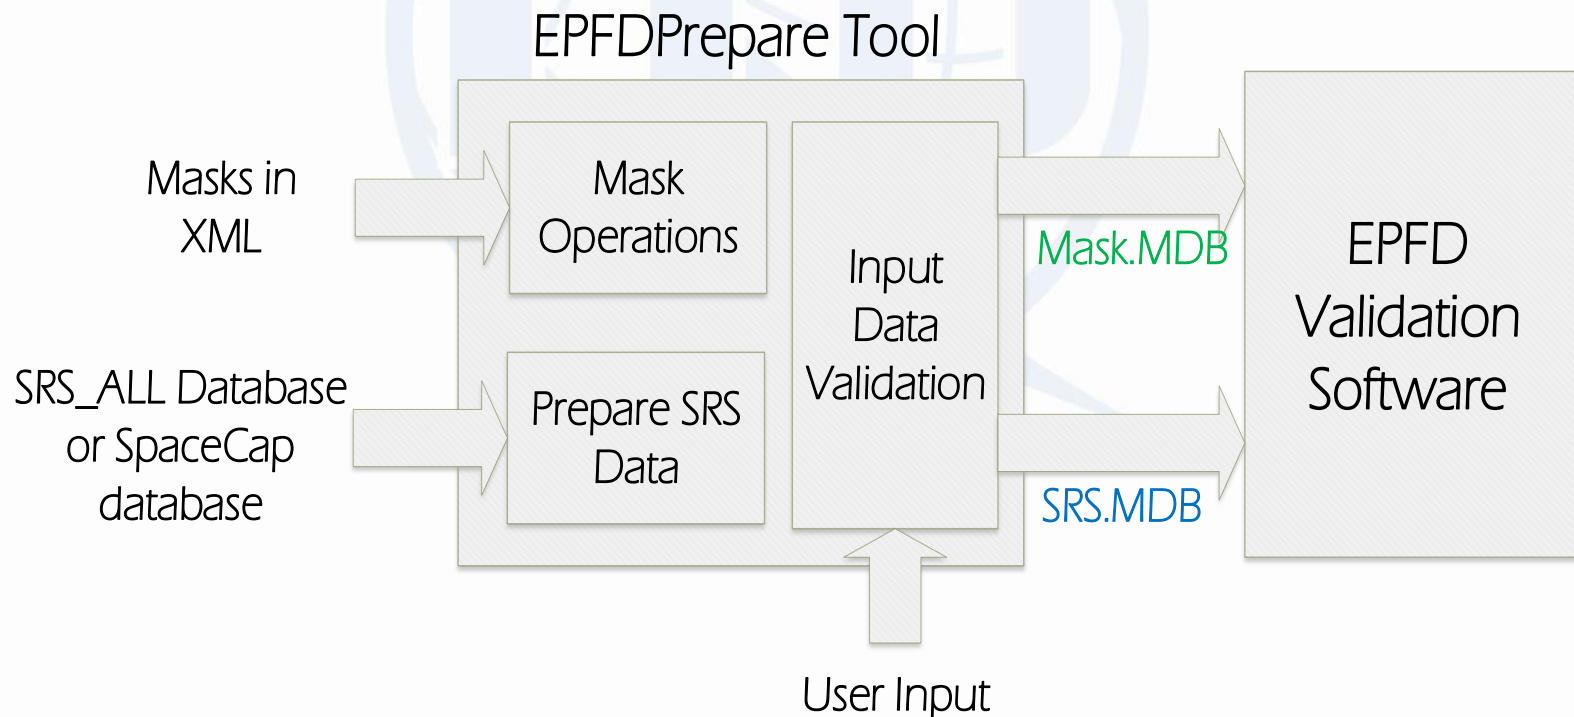 EPFDPrepare Tool
Masks in
XML
Mask
Operations
SRS_ALL Database
or SpaceCap
database
Prepare SRS
Data
Input
Data
Validation
User Input
Mask.MDB
SRS.MDB
EPFD
Validation
Software